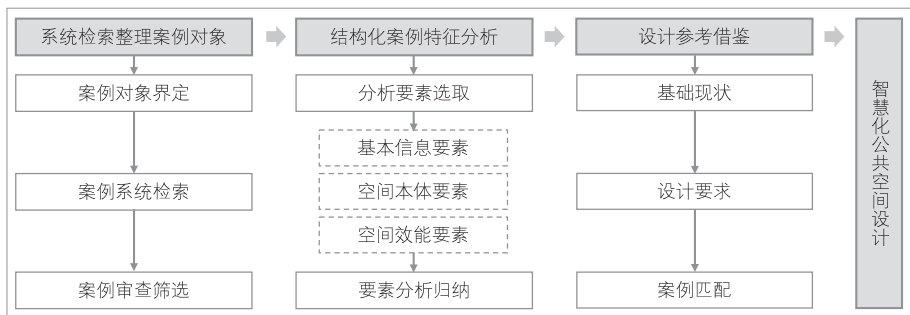 系统检索整理案例对象
案例对象界定
案例系统检索
案例审查筛选
结构化案例特征分析
分析要素选取
基本信息要素
空间本体要素
空间效能要素
要素分析归纳
设计参考借鉴
基础现状
设计要求
案例匹配
智慧化公共空间设计